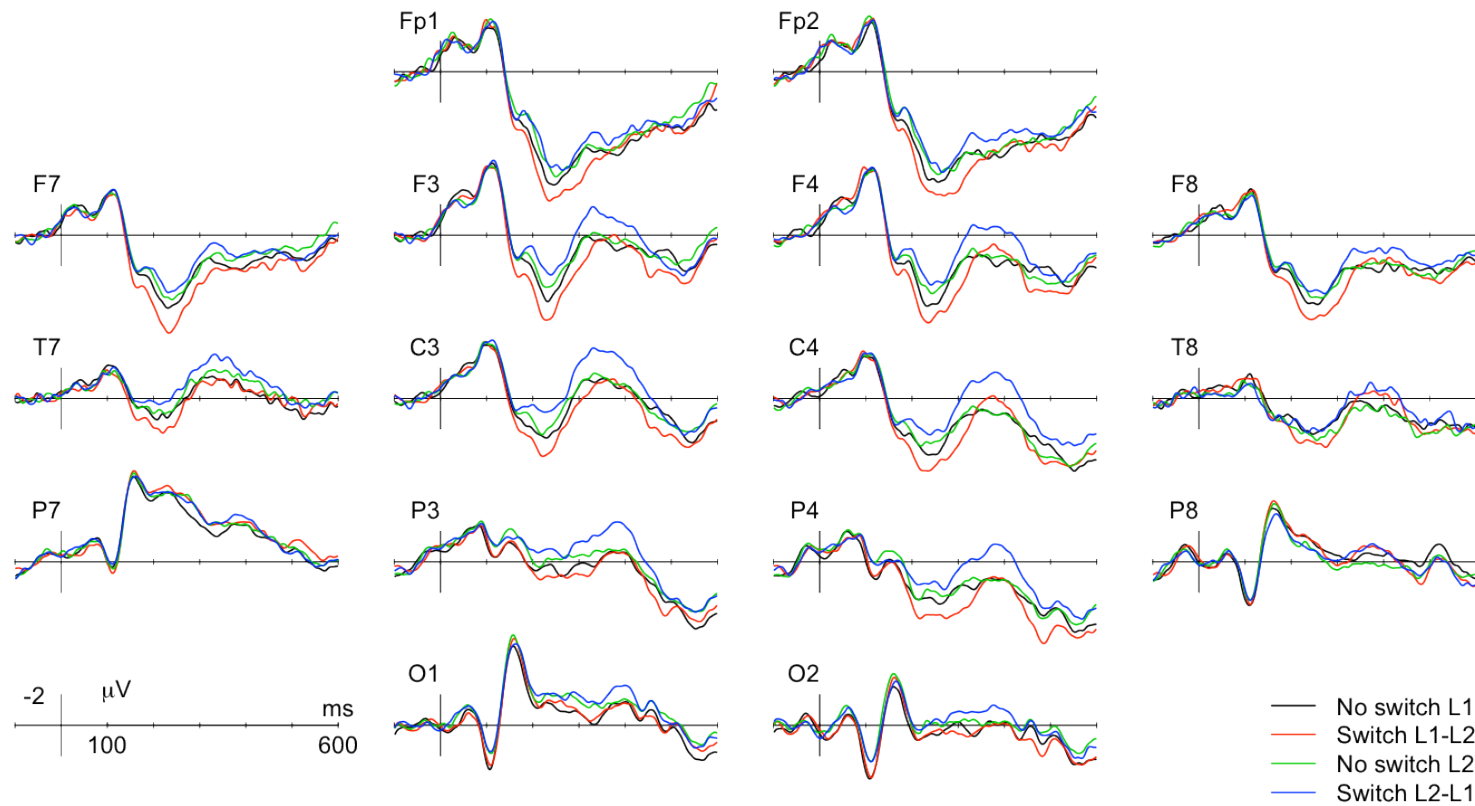 Fp1 Fp2
F7 F3 F4 F8
T7 C3 C4 T8
P7 P3 P4 P8
O1 O2
-2 μV
ms
100 600
No switch L1
Switch L1-L2
No switch L2
Switch L2-L1